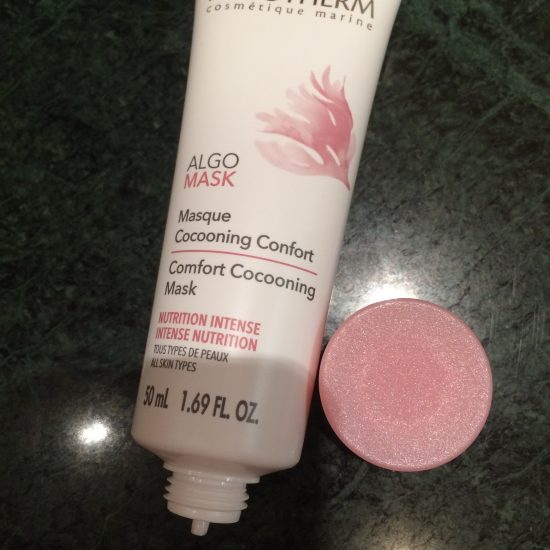 cosmétique marine
ALGO
MASK
Masque
Cocooning Confort
Comfort Cocooning
Mask
NUTRITION INTENSE
INTENSE NUTRITION
TOUS TYPES DE PEAUX
ALL SKIN TYPES
50 mL 1.69 FL. OZ.